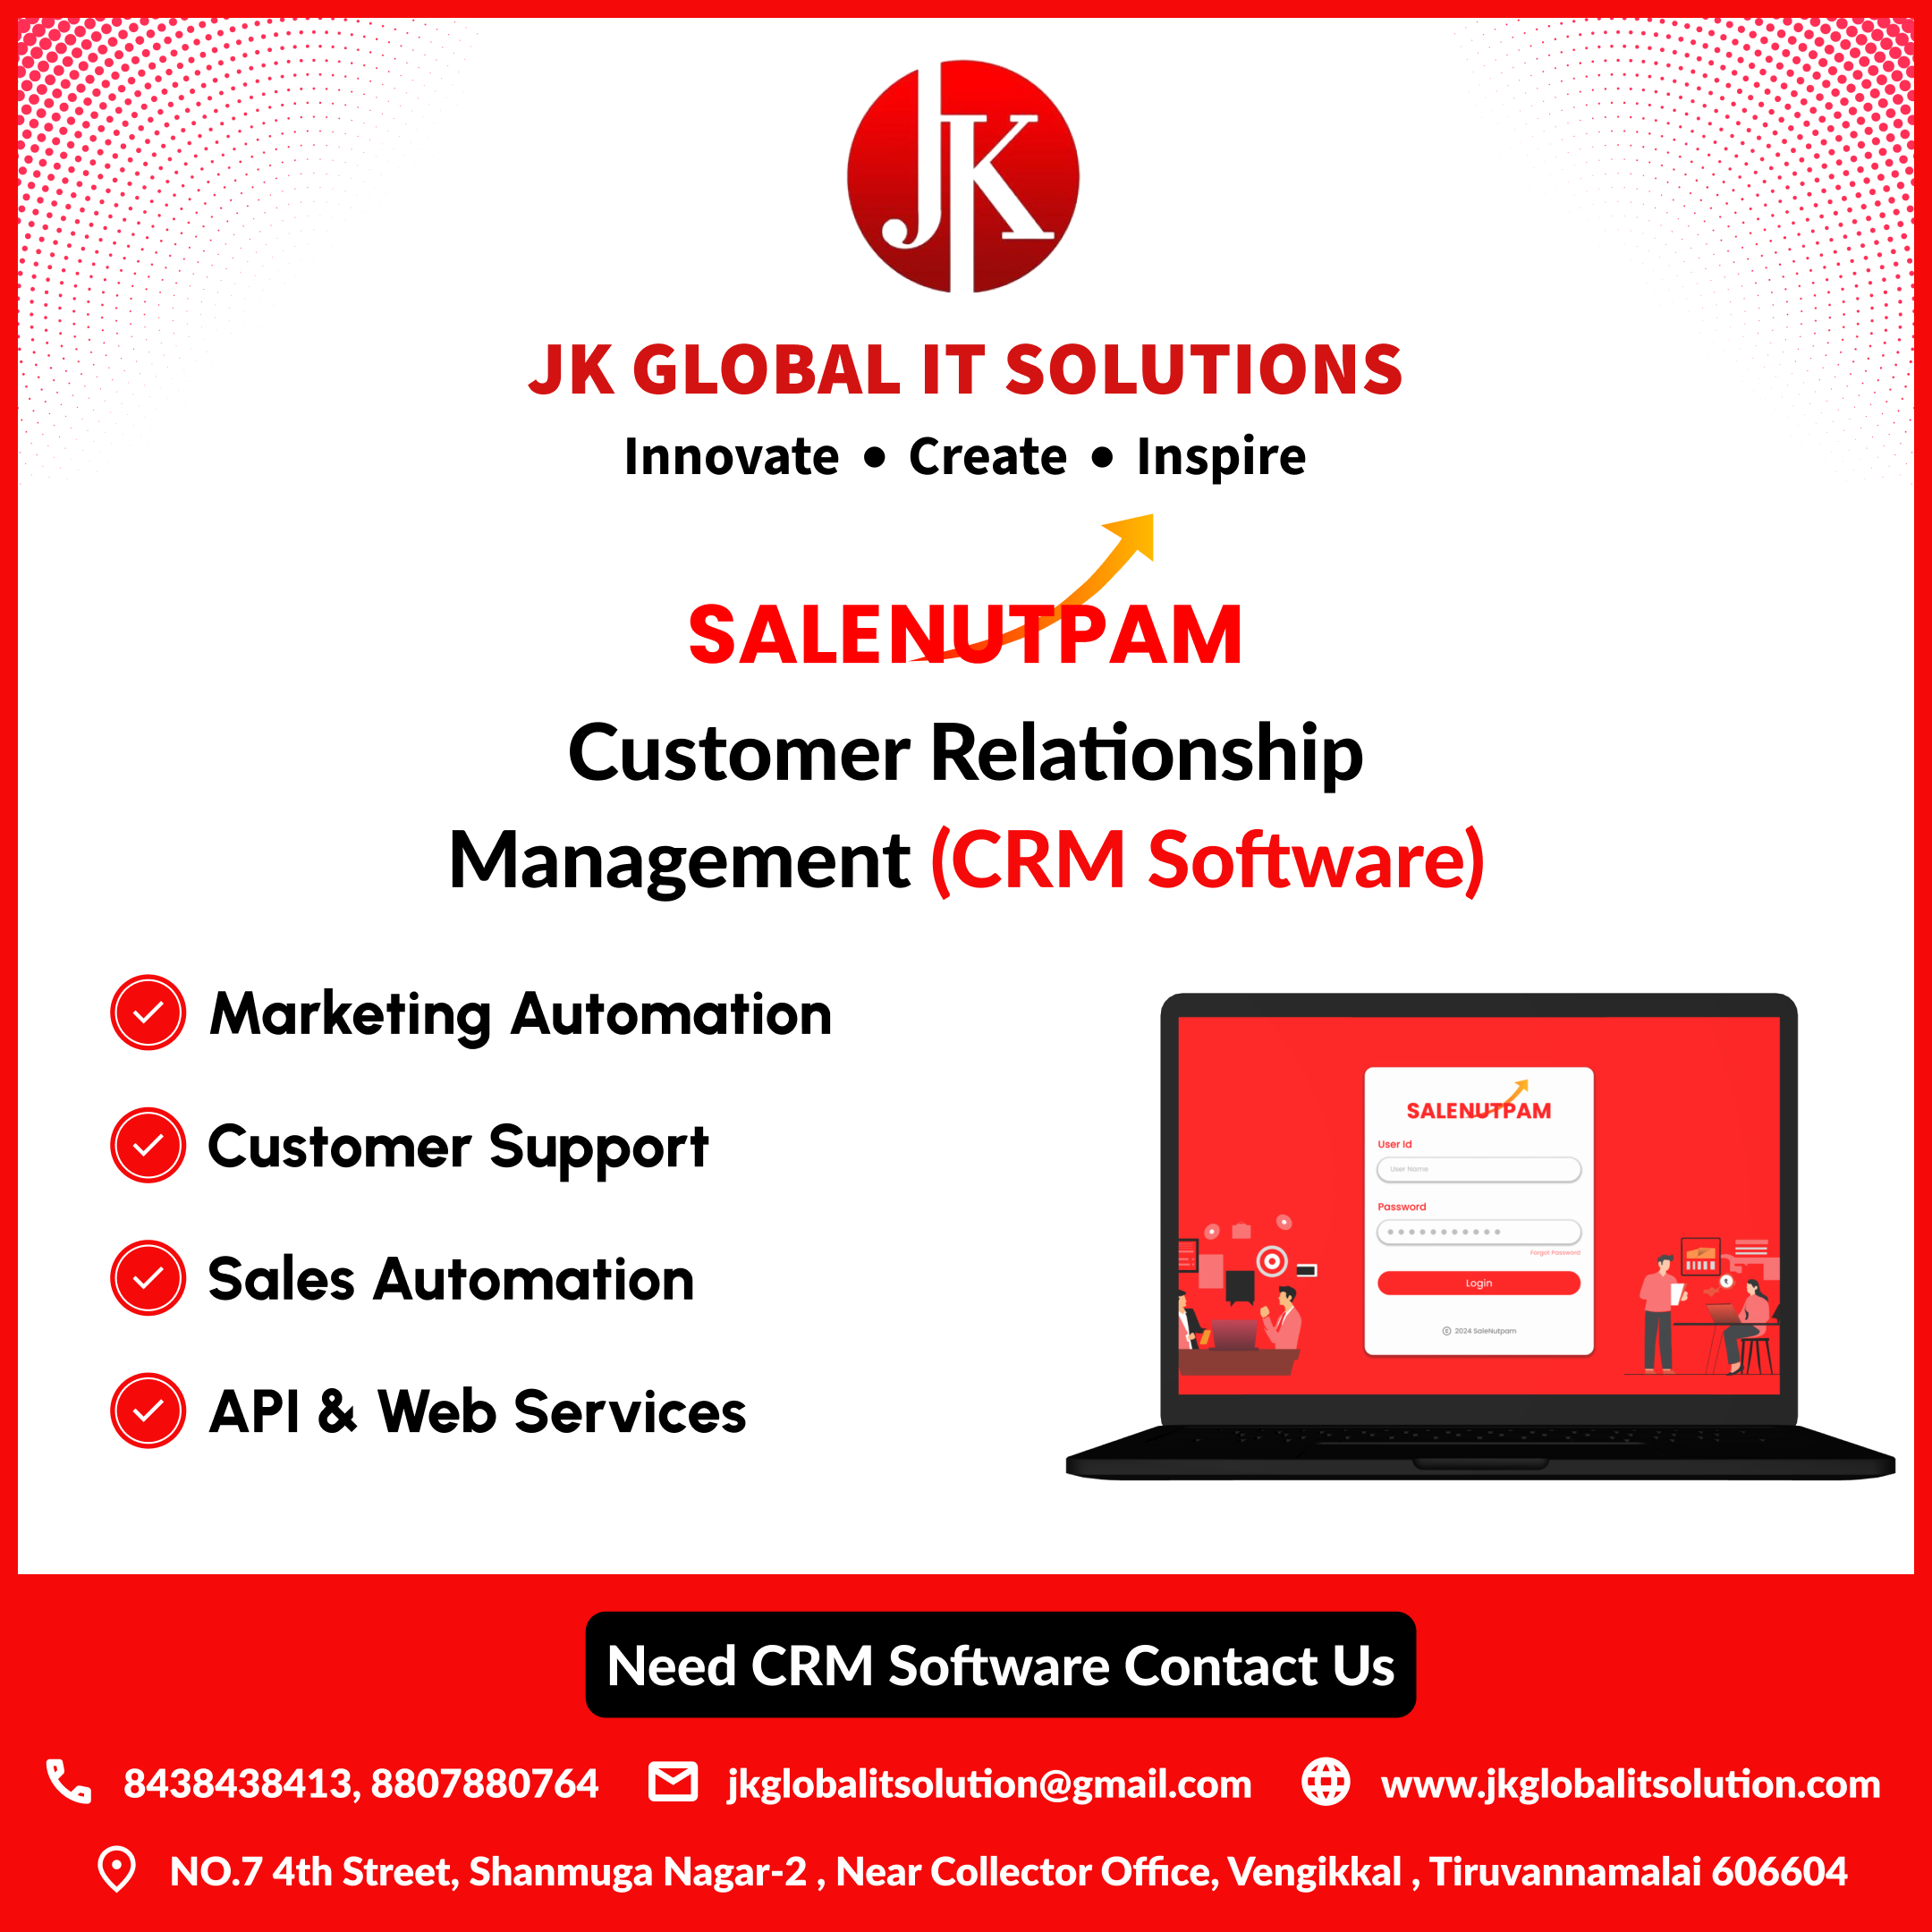 JK
JK GLOBAL IT SOLUTIONS
Innovate • Create • Inspire
SALENUTPAM
Customer Relationship
Management (CRM Software)
Marketing Automation
Customer Support
Sales Automation
API & Web Services
SALENUTPAM
User Id
User Name
Password
Forgot Password
Login
© 2024 SaleNutpam
Need CRM Software Contact Us
8438438413, 8807880764 jkglobalitsolution@gmail.com www.jkglobalitsolution.com
NO.7 4th Street, Shanmuga Nagar-2 , Near Collector Office, Vengikkal , Tiruvannamalai 606604